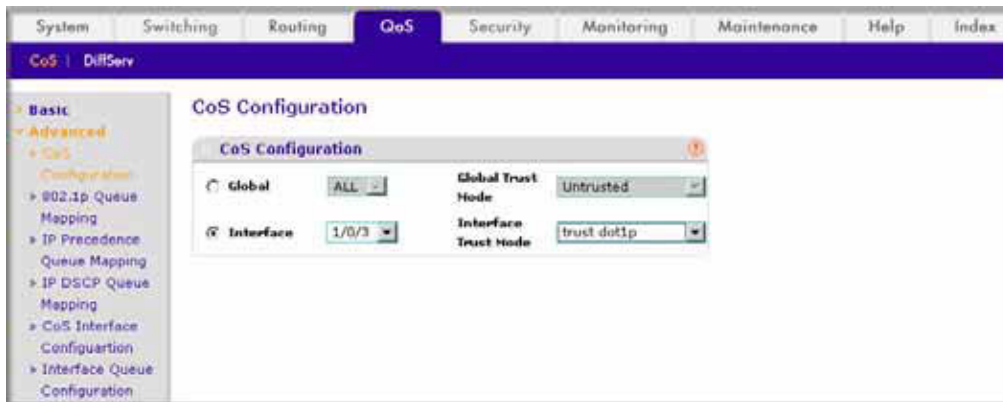 System Switching Routing QoS Security Monitoring Maintenance Help Index
CoS | DiffServ
Basic
Advanced
CoS
Configuration
802.1p Queue
Mapping
IP Precedence
Queue Mapping
IP DSCP Queue
Mapping
CoS Interface
Configuartion
Interface Queue
Configuration
CoS Configuration
CoS Configuration
Global ALL Global Trust
Mode Untrusted
Interface 1/0/3 Interface
Trust Mode trust dot1p